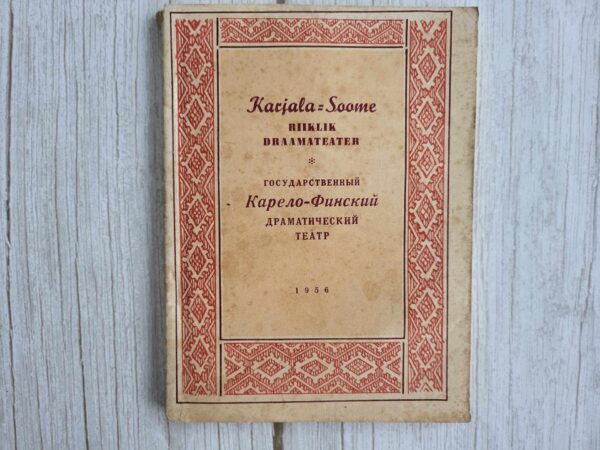 Karjala=Soome
RIIKLIK
DRAAMATEATER
*
ГОСУДАРСТВЕННЫЙ
Карело-Финский
ДРАМАТИЧЕСКИЙ
ТЕАТР
1956